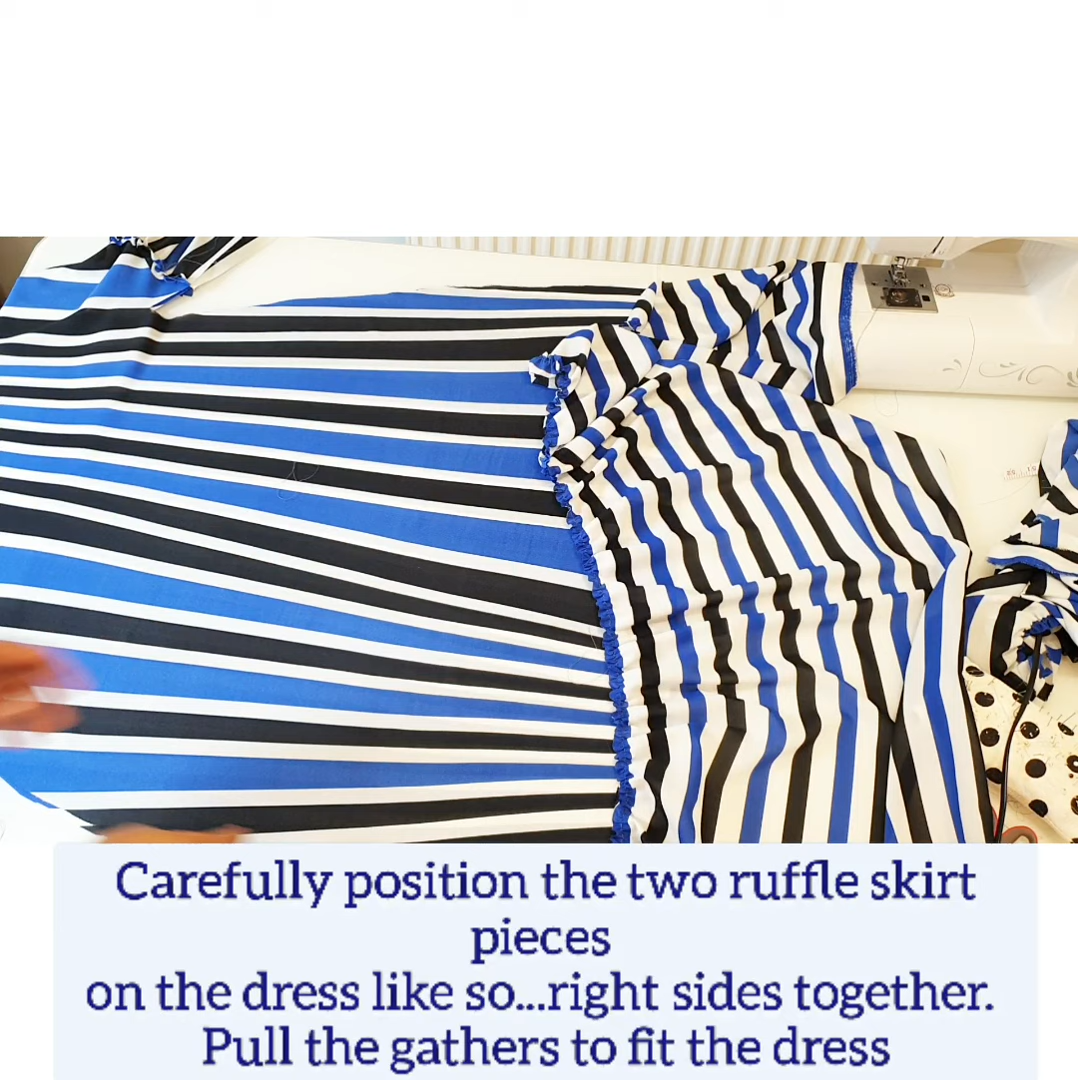 Carefully position the two ruffle skirt
pieces
on the dress like so...right sides together.
Pull the gathers to fit the dress